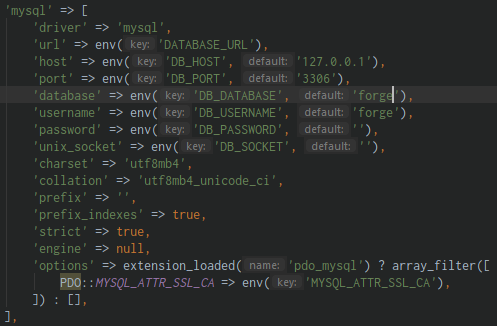 'mysql' => [
'driver' => 'mysql',
'url' => env( key: 'DATABASE_URL'),
'host' => env( key: 'DB_HOST', default: '127.0.0.1'),
'port' => env( key: 'DB_PORT', default: '3306'),
'database' => env( key: 'DB_DATABASE', default: 'forge'),
'username' => env( key: 'DB_USERNAME', default: 'forge'),
'password' => env( key: 'DB_PASSWORD', default: ''),
'unix_socket' => env( key: 'DB_SOCKET', default: ''),
'charset' => 'utf8mb4',
'collation' => 'utf8mb4_unicode_ci',
'prefix' => '',
'prefix_indexes' => true,
'strict' => true,
'engine' => null,
'options' => extension_loaded( name: 'pdo_mysql') ? array_filter([
PDO::MYSQL_ATTR_SSL_CA => env( key: 'MYSQL_ATTR_SSL_CA'),
]) : [],
],